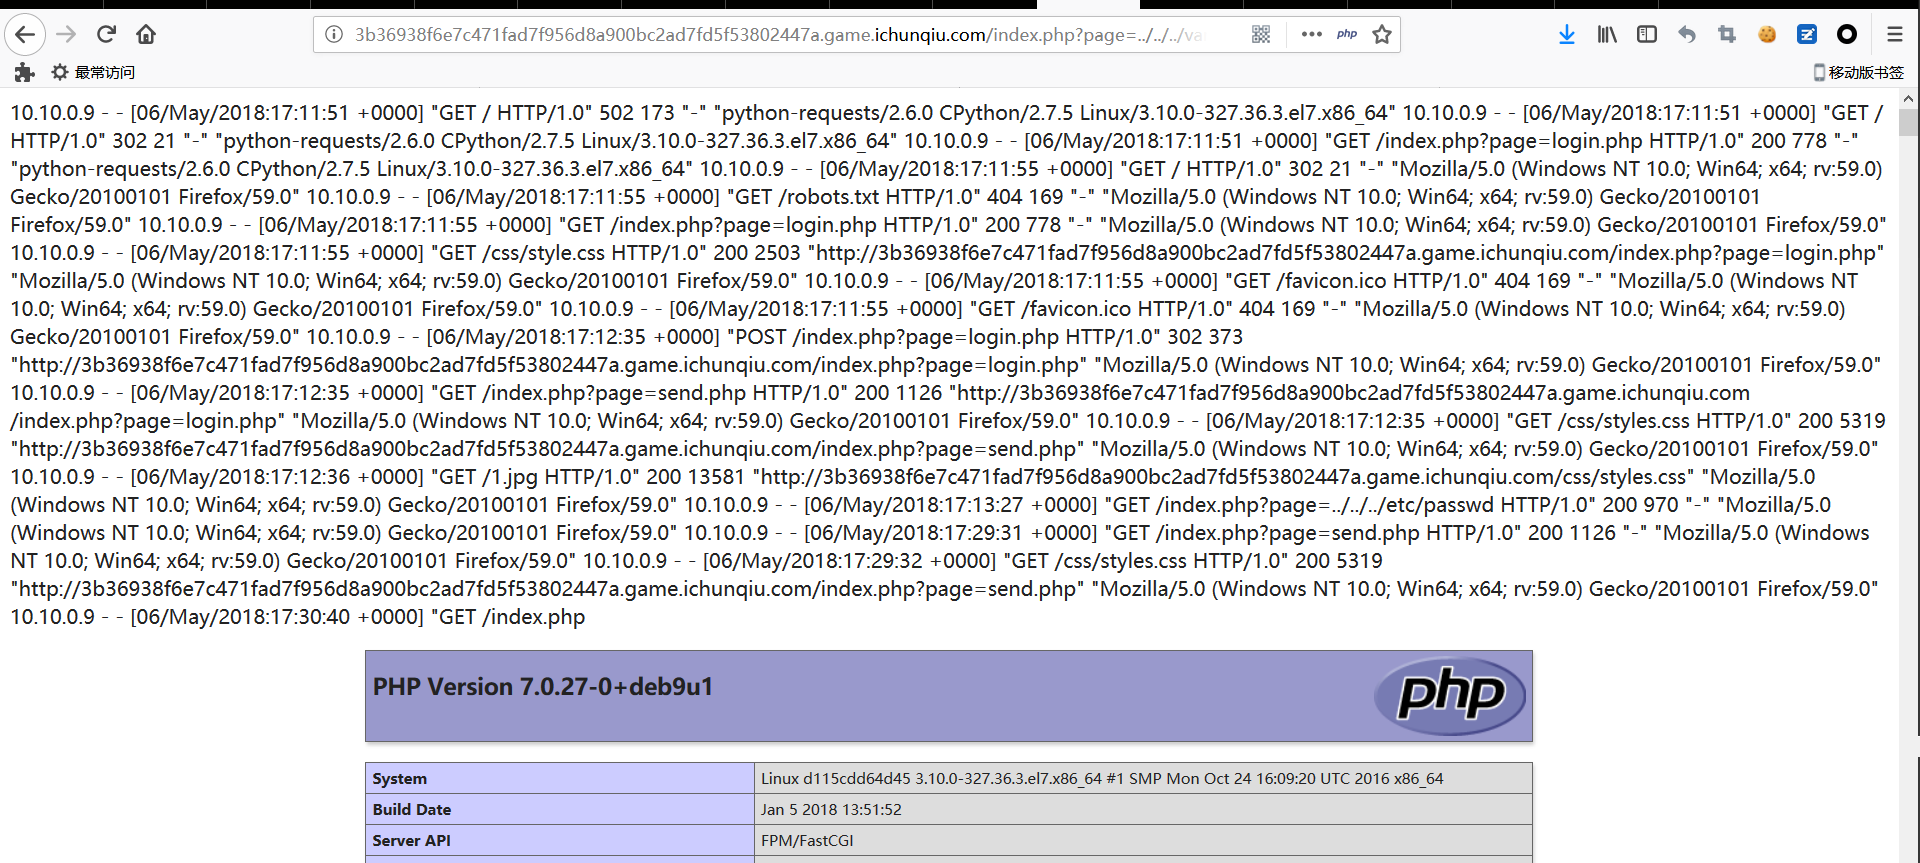 3b36938f6e7c471fad7f956d8a900bc2ad7fd5f53802447a.game.ichunqiu.com/index.php?page=../../../va
php
最常访问
移动版书签
10.10.0.9 - - [06/May/2018:17:11:51 +0000] "GET / HTTP/1.0" 502 173 "-" "python-requests/2.6.0 CPython/2.7.5 Linux/3.10.0-327.36.3.el7.x86_64" 10.10.0.9 - - [06/May/2018:17:11:51 +0000] "GET /
HTTP/1.0" 302 21 "-" "python-requests/2.6.0 CPython/2.7.5 Linux/3.10.0-327.36.3.el7.x86_64" 10.10.0.9 - - [06/May/2018:17:11:51 +0000] "GET /index.php?page=login.php HTTP/1.0" 200 778 "-"
"python-requests/2.6.0 CPython/2.7.5 Linux/3.10.0-327.36.3.el7.x86_64" 10.10.0.9 - - [06/May/2018:17:11:55 +0000] "GET / HTTP/1.0" 302 21 "-" "Mozilla/5.0 (Windows NT 10.0; Win64; x64; rv:59.0)
Gecko/20100101 Firefox/59.0" 10.10.0.9 - - [06/May/2018:17:11:55 +0000] "GET /robots.txt HTTP/1.0" 404 169 "-" "Mozilla/5.0 (Windows NT 10.0; Win64; x64; rv:59.0) Gecko/20100101
Firefox/59.0" 10.10.0.9 - - [06/May/2018:17:11:55 +0000] "GET /index.php?page=login.php HTTP/1.0" 200 778 "-" "Mozilla/5.0 (Windows NT 10.0; Win64; x64; rv:59.0) Gecko/20100101 Firefox/59.0"
10.10.0.9 - - [06/May/2018:17:11:55 +0000] "GET /css/style.css HTTP/1.0" 200 2503 "http://3b36938f6e7c471fad7f956d8a900bc2ad7fd5f53802447a.game.ichunqiu.com/index.php?page=login.php"
"Mozilla/5.0 (Windows NT 10.0; Win64; x64; rv:59.0) Gecko/20100101 Firefox/59.0" 10.10.0.9 - - [06/May/2018:17:11:55 +0000] "GET /favicon.ico HTTP/1.0" 404 169 "-" "Mozilla/5.0 (Windows NT
10.0; Win64; x64; rv:59.0) Gecko/20100101 Firefox/59.0" 10.10.0.9 - - [06/May/2018:17:11:55 +0000] "GET /favicon.ico HTTP/1.0" 404 169 "-" "Mozilla/5.0 (Windows NT 10.0; Win64; x64; rv:59.0)
Gecko/20100101 Firefox/59.0" 10.10.0.9 - - [06/May/2018:17:12:35 +0000] "POST /index.php?page=login.php HTTP/1.0" 302 373
"http://3b36938f6e7c471fad7f956d8a900bc2ad7fd5f53802447a.game.ichunqiu.com/index.php?page=login.php" "Mozilla/5.0 (Windows NT 10.0; Win64; x64; rv:59.0) Gecko/20100101 Firefox/59.0"
10.10.0.9 - - [06/May/2018:17:12:35 +0000] "GET /index.php?page=send.php HTTP/1.0" 200 1126 "http://3b36938f6e7c471fad7f956d8a900bc2ad7fd5f53802447a.game.ichunqiu.com
/index.php?page=login.php" "Mozilla/5.0 (Windows NT 10.0; Win64; x64; rv:59.0) Gecko/20100101 Firefox/59.0" 10.10.0.9 - - [06/May/2018:17:12:35 +0000] "GET /css/styles.css HTTP/1.0" 200 5319
"http://3b36938f6e7c471fad7f956d8a900bc2ad7fd5f53802447a.game.ichunqiu.com/index.php?page=send.php" "Mozilla/5.0 (Windows NT 10.0; Win64; x64; rv:59.0) Gecko/20100101 Firefox/59.0"
10.10.0.9 - - [06/May/2018:17:12:36 +0000] "GET /1.jpg HTTP/1.0" 200 13581 "http://3b36938f6e7c471fad7f956d8a900bc2ad7fd5f53802447a.game.ichunqiu.com/css/styles.css" "Mozilla/5.0
(Windows NT 10.0; Win64; x64; rv:59.0) Gecko/20100101 Firefox/59.0" 10.10.0.9 - - [06/May/2018:17:13:27 +0000] "GET /index.php?page=../../../etc/passwd HTTP/1.0" 200 970 "-" "Mozilla/5.0
(Windows NT 10.0; Win64; x64; rv:59.0) Gecko/20100101 Firefox/59.0" 10.10.0.9 - - [06/May/2018:17:29:31 +0000] "GET /index.php?page=send.php HTTP/1.0" 200 1126 "-" "Mozilla/5.0 (Windows
NT 10.0; Win64; x64; rv:59.0) Gecko/20100101 Firefox/59.0" 10.10.0.9 - - [06/May/2018:17:29:32 +0000] "GET /css/styles.css HTTP/1.0" 200 5319
"http://3b36938f6e7c471fad7f956d8a900bc2ad7fd5f53802447a.game.ichunqiu.com/index.php?page=send.php" "Mozilla/5.0 (Windows NT 10.0; Win64; x64; rv:59.0) Gecko/20100101 Firefox/59.0"
10.10.0.9 - - [06/May/2018:17:30:40 +0000] "GET /index.php
PHP Version 7.0.27-0+deb9u1
php
System Linux d115cdd64d45 3.10.0-327.36.3.el7.x86_64 #1 SMP Mon Oct 24 16:09:20 UTC 2016 x86_64
Build Date Jan 5 2018 13:51:52
Server API FPM/FastCGI